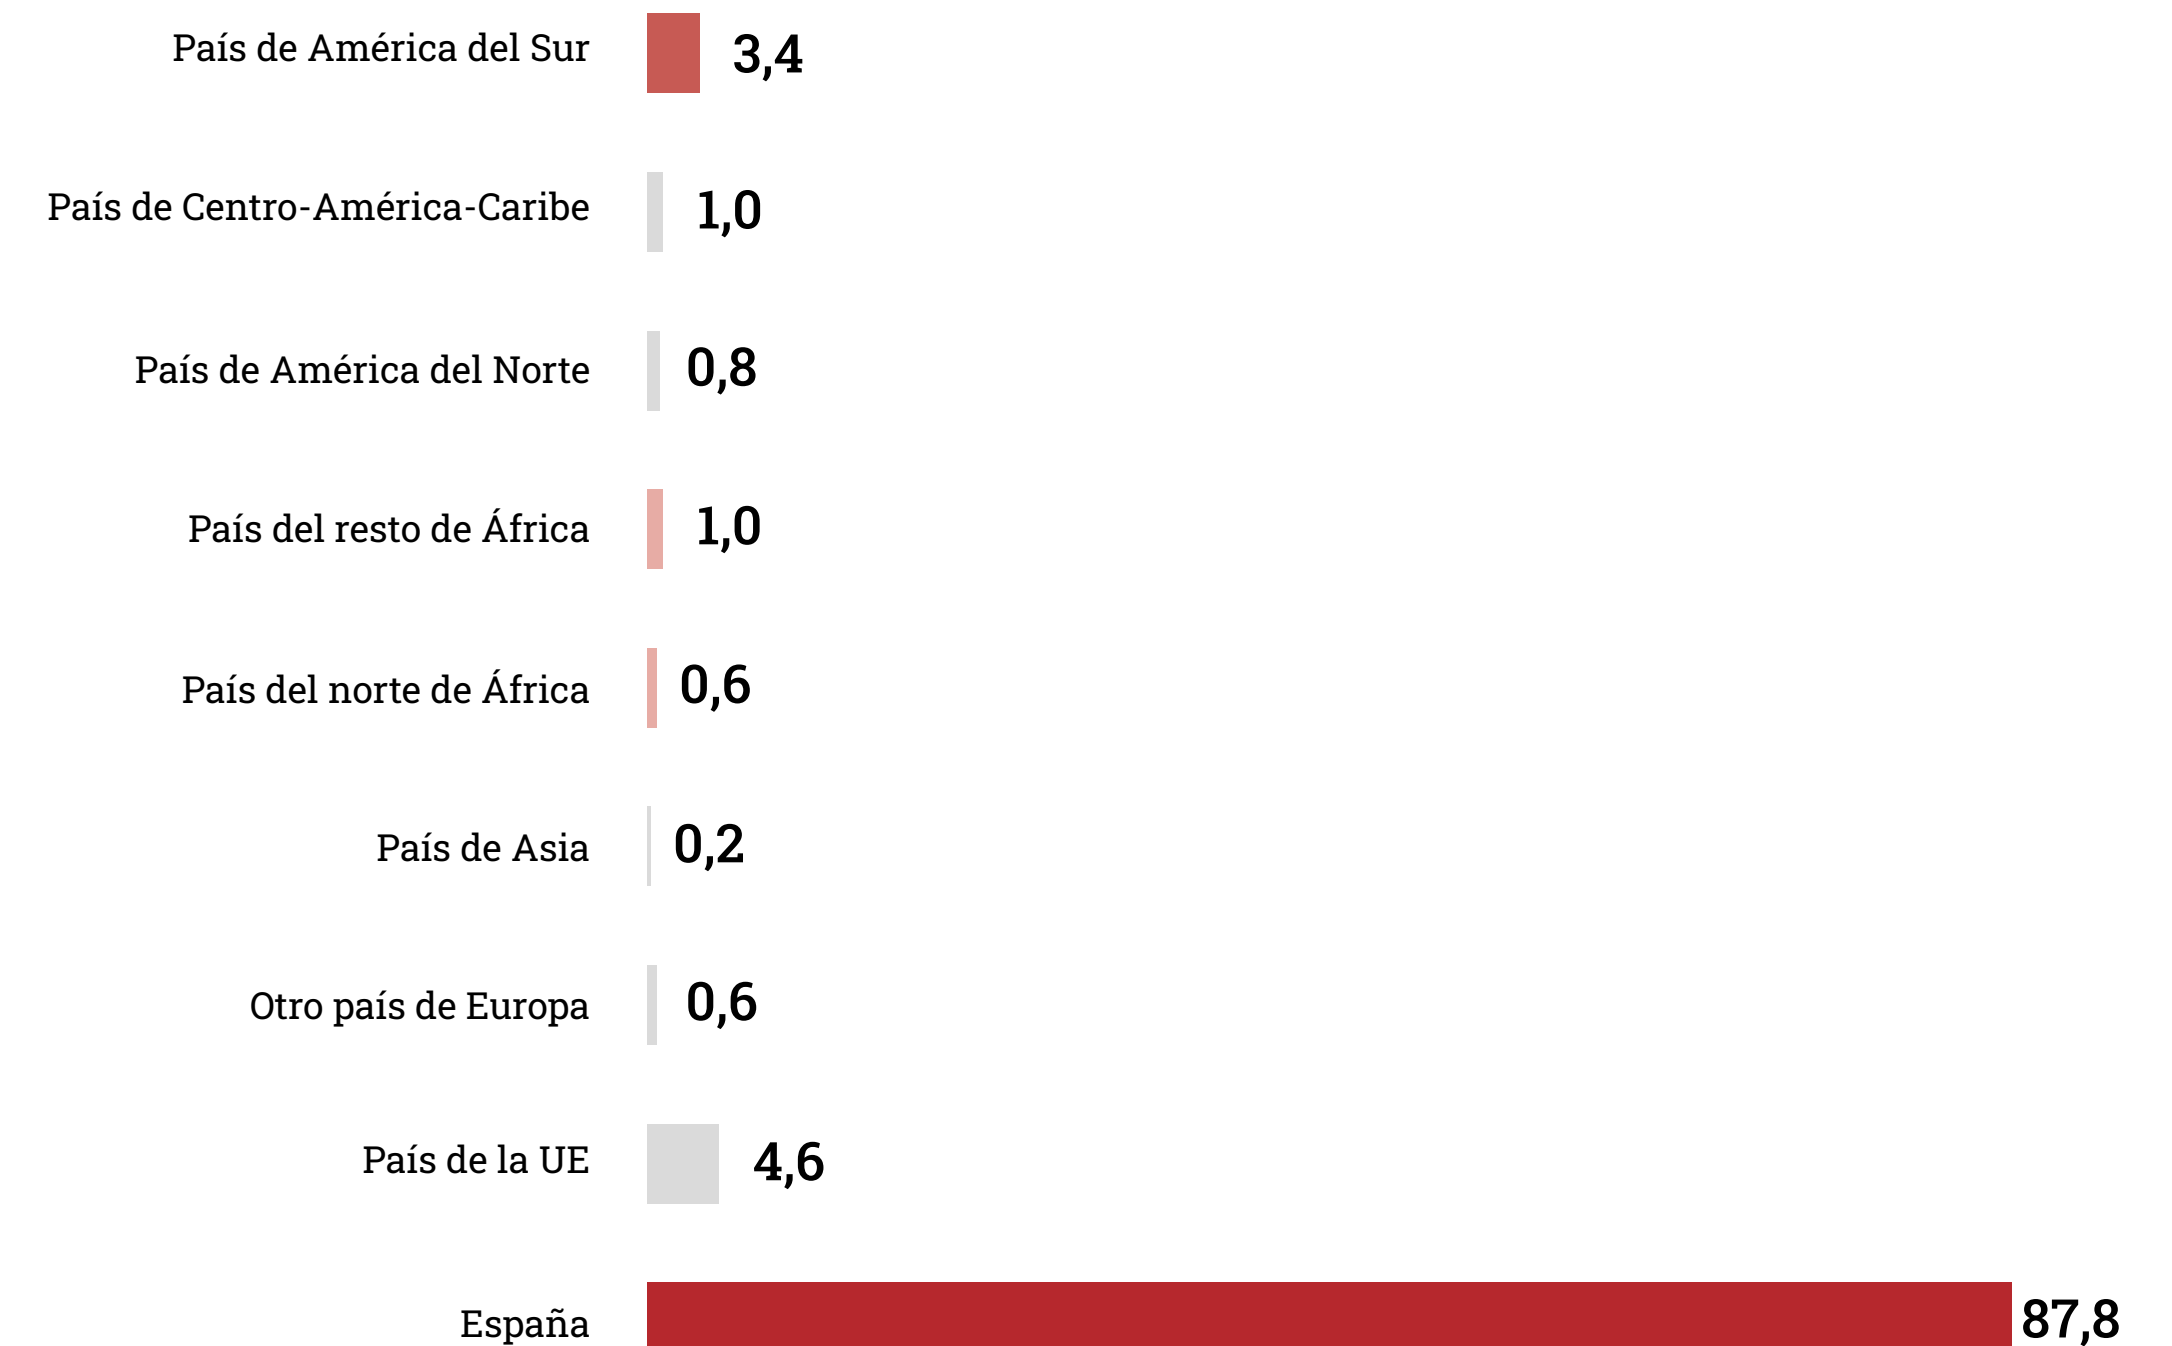 País de América del Sur 3,4
País de Centro-América-Caribe 1,0
País de América del Norte 0,8
País del resto de África 1,0
País del norte de África 0,6
País de Asia 0,2
Otro país de Europa 0,6
País de la UE 4,6
España 87,8